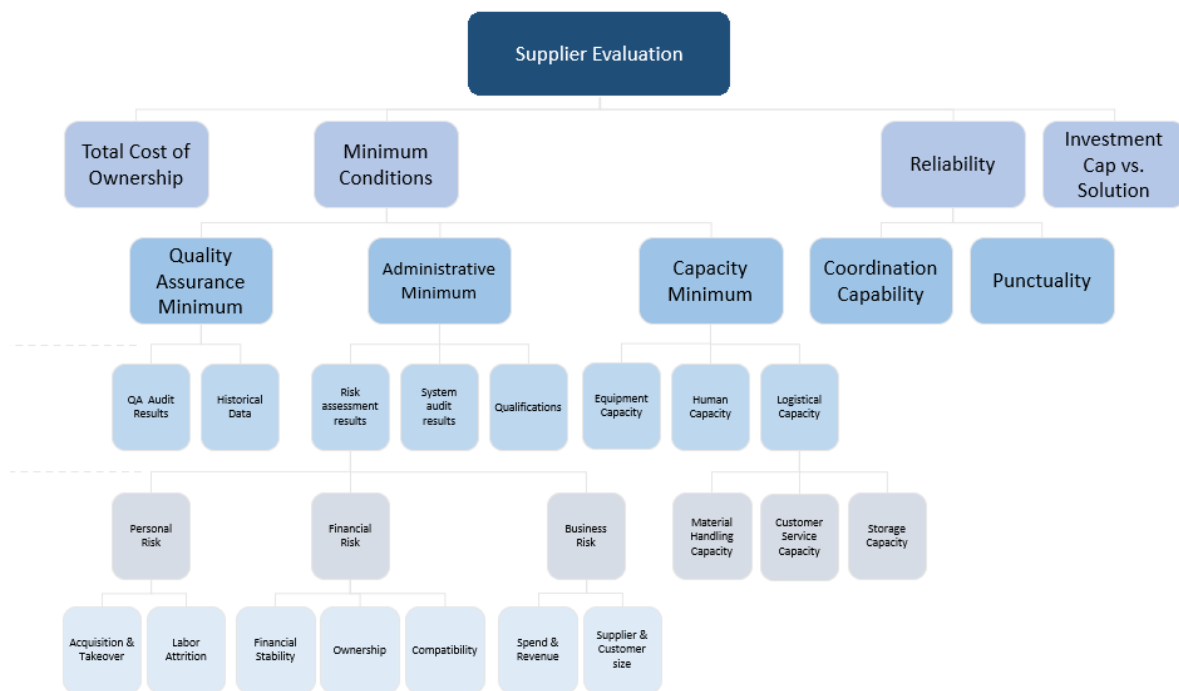 Supplier Evaluation
Total Cost of
Ownership
Minimum
Conditions
Reliability
Investment
Cap vs.
Solution
Quality
Assurance
Minimum
Administrative
Minimum
Capacity
Minimum
Coordination
Capability
Punctuality
QA Audit
Results
Historical
Data
Risk
assessment
results
System
audit
results
Qualifications
Equipment
Capacity
Human
Capacity
Logistical
Capacity
Personal
Risk
Financial
Risk
Business
Risk
Material
Handling
Capacity
Customer
Service
Capacity
Storage
Capacity
Acquisition &
Takeover
Labor
Attrition
Financial
Stability
Ownership
Compatibility
Spend &
Revenue
Supplier &
Customer
size